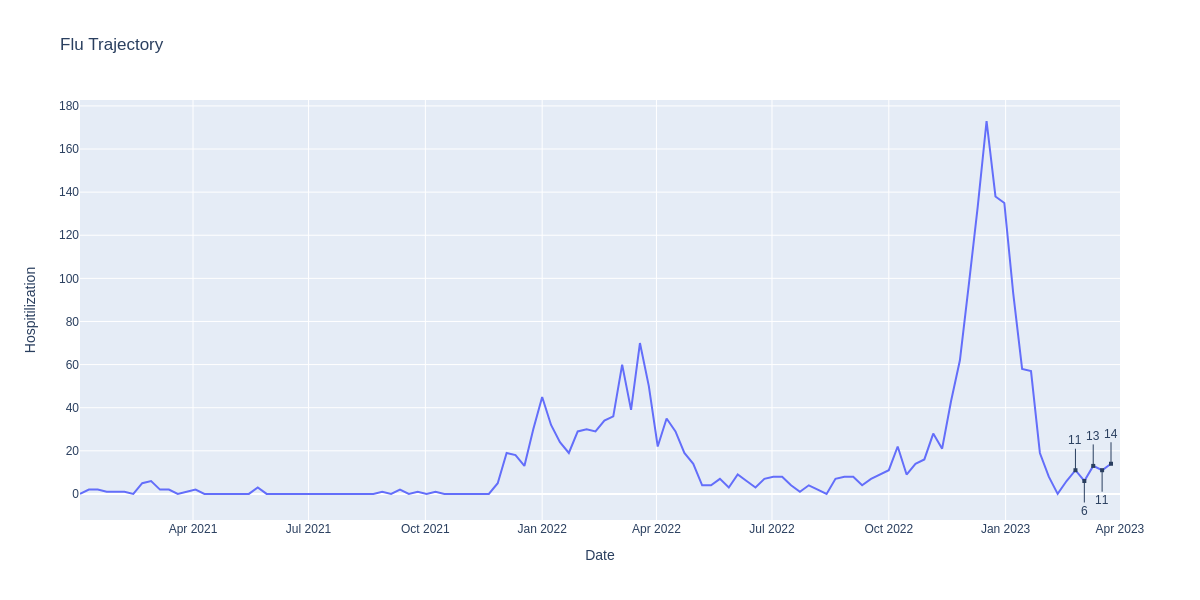 Flu Trajectory
180
160
140
120
100
80
60
40
20
0
Hospitilization
11
6
13
11
14
Apr 2021
Jul 2021
Oct 2021
Jan 2022
Apr 2022
Jul 2022
Oct 2022
Jan 2023
Apr 2023
Date